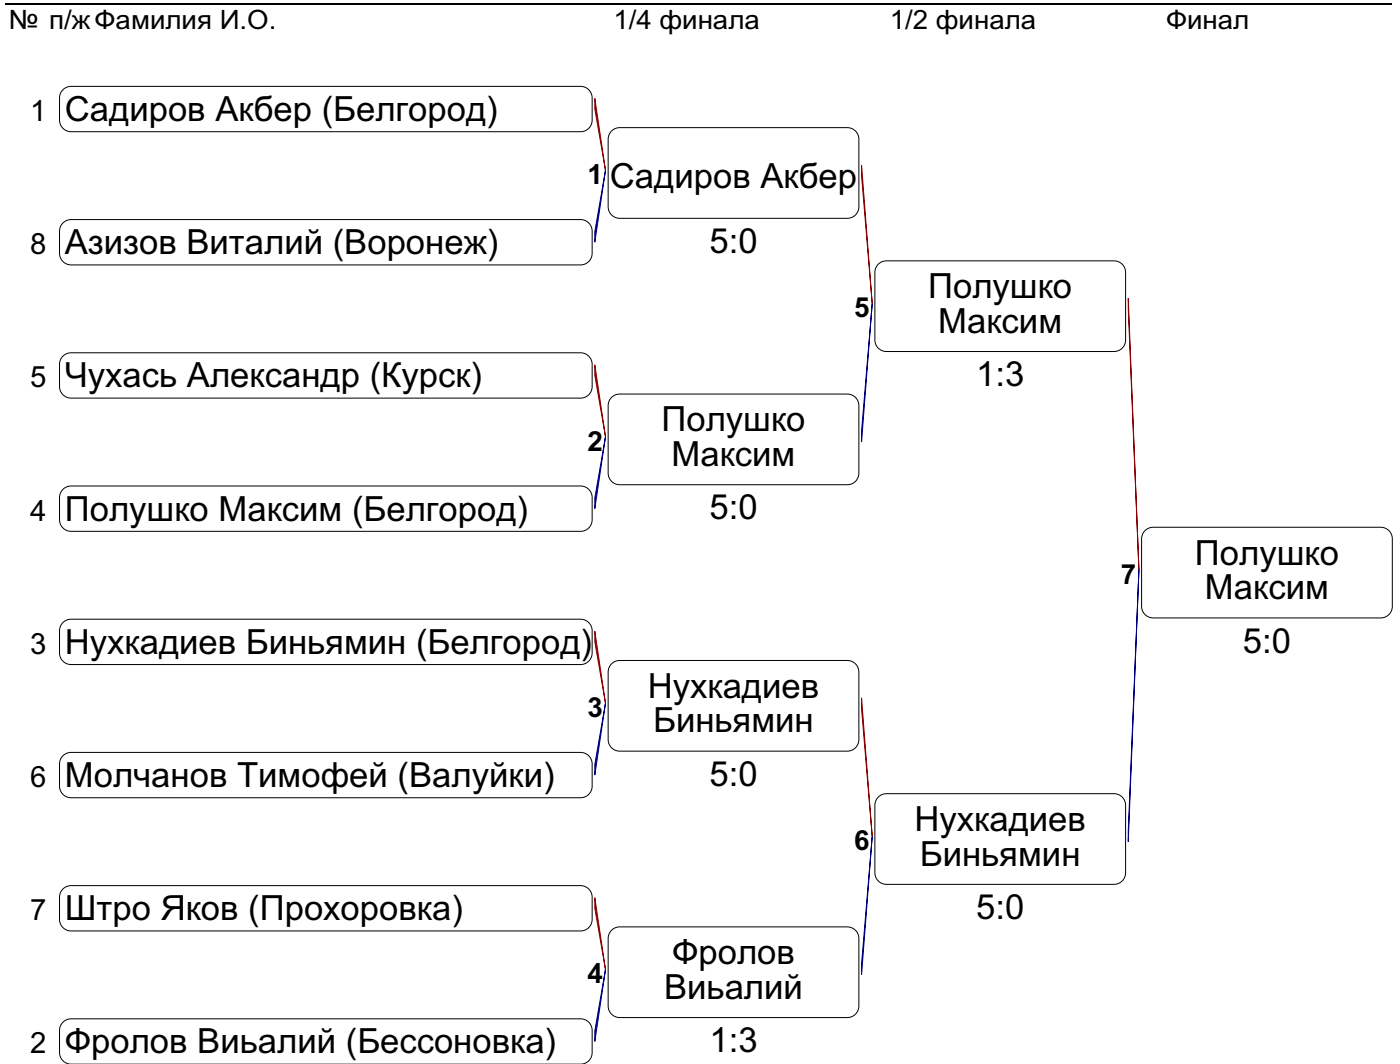 № п/ж Фамилия И.О. 1/4 финала 1/2 финала Финал
1 Садиров Акбер (Белгород)
1 Садиров Акбер
8 Азизов Виталий (Воронеж) 5:0
Полушко
5
Максим
5 Чухась Александр (Курск) 1:3
Полушко
2
Максим
4 Полушко Максим (Белгород) 5:0
Полушко
7
Максим
3 Нухкадиев Биньямин (Белгород) 5:0
Нухкадиев
3
Биньямин
6 Молчанов Тимофей (Валуйки) 5:0
Нухкадиев
6
Биньямин
7 Штро Яков (Прохоровка) 5:0
Фролов
4
Виьалий
2 Фролов Виьалий (Бессоновка) 1:3